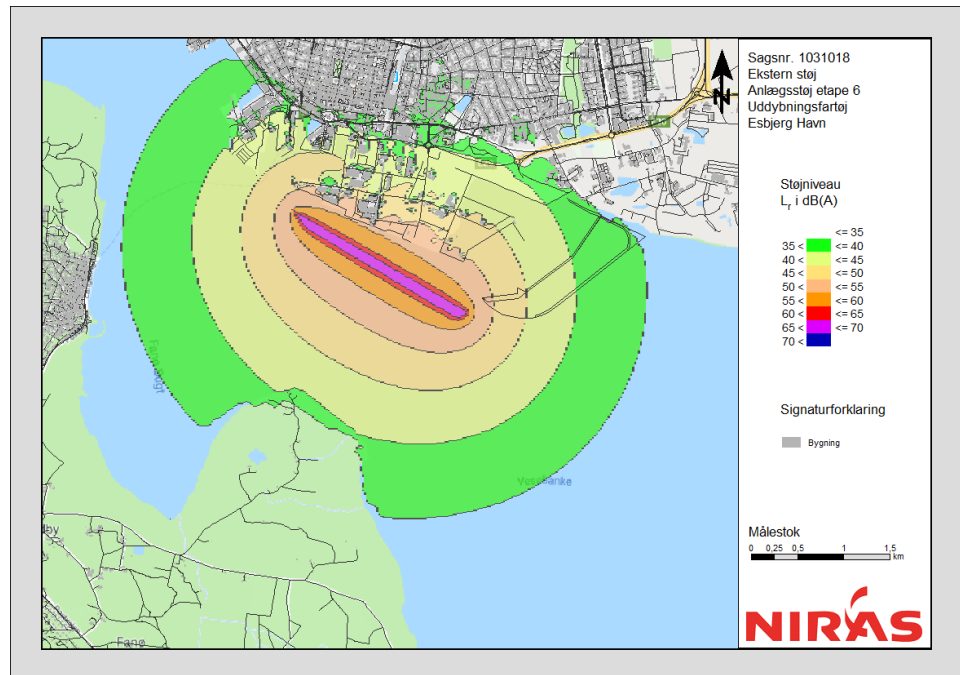 Sagsnr. 1031018
Ekstern støj
Anlægsstøj etape 6
Uddybningsfartøj
Esbjerg Havn
N
Støjniveau
Lr i dB(A)
<= 35
35 < <= 40
40 < <= 45
45 < <= 50
50 < <= 55
55 < <= 60
60 < <= 65
65 < <= 70
70 <
Signaturforklaring
Bygning
Målestok
0 0,25 0,5 1 1,5
km
NIRAS
Fanø